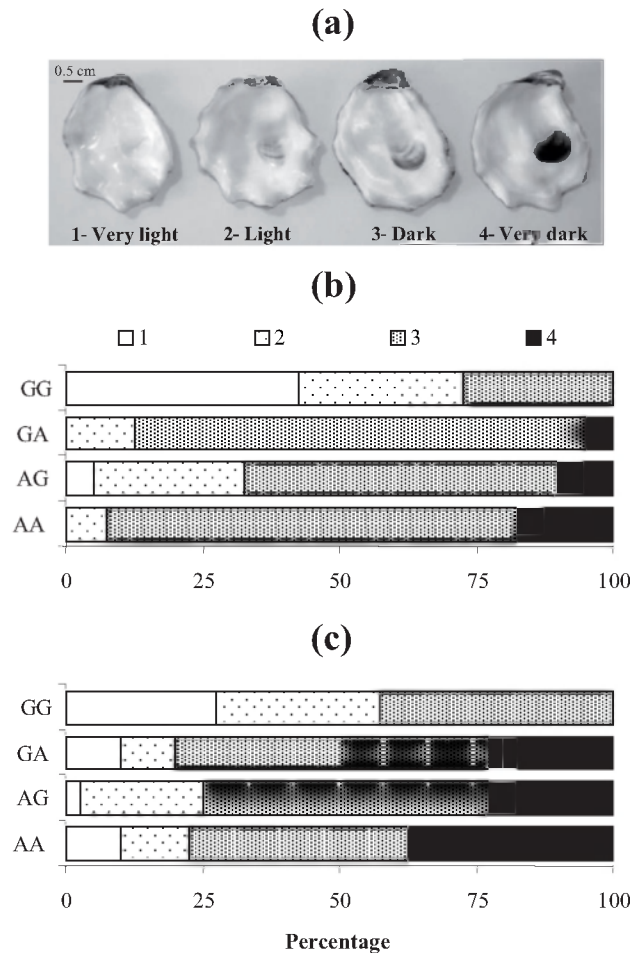 (a)
0.5 cm
1- Very light 2- Light 3- Dark 4- Very dark
(b)
1 2 3 4
GG
GA
AG
AA
0 25 50 75 100
(c)
GG
GA
AG
AA
0 25 50 75 100
Percentage